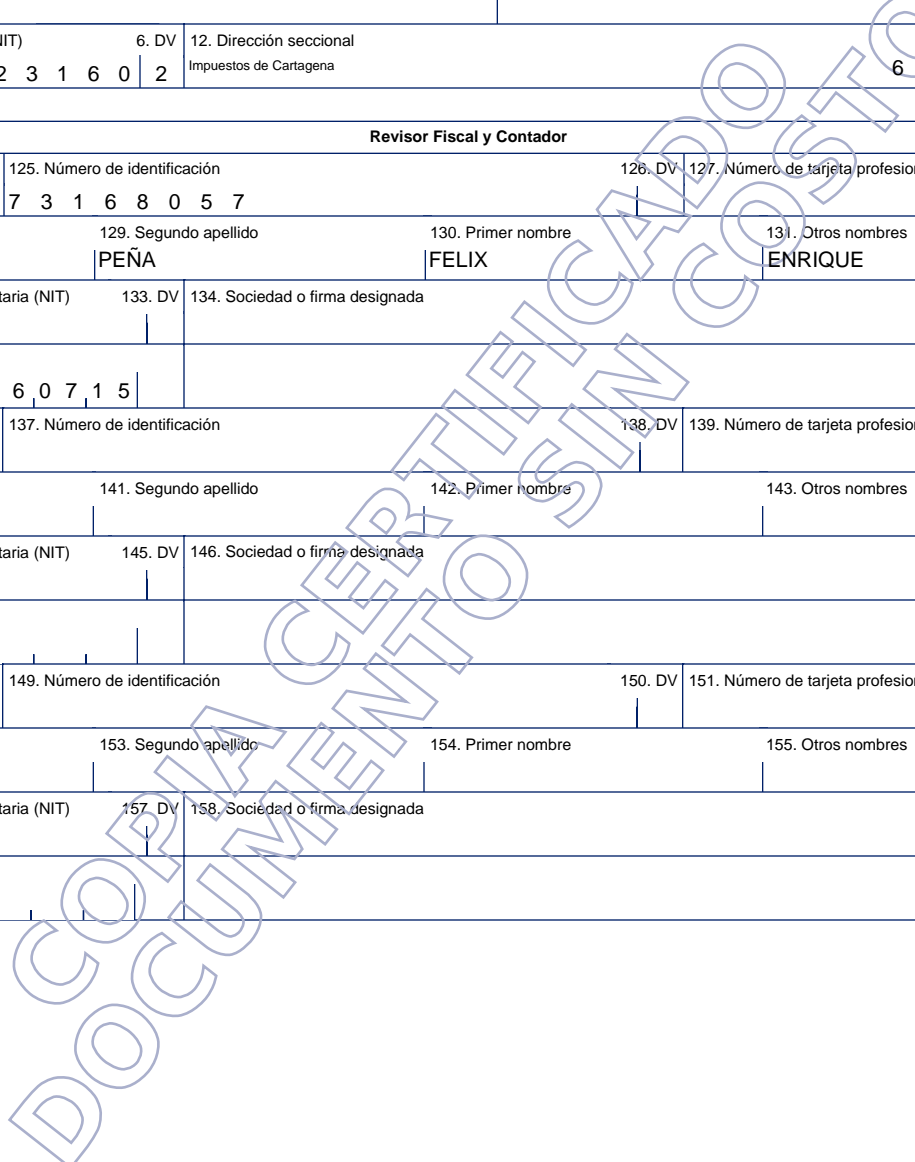 NIT) 6. DV 12. Dirección seccional
2 3 1 6 0 2 Impuestos de Cartagena 6
Revisor Fiscal y Contador
125. Número de identificación 126. DV 127. Número de tarjeta profesion
7 3 1 6 8 0 5 7
129. Segundo apellido 130. Primer nombre 131. Otros nombres
PEÑA FELIX ENRIQUE
taria (NIT) 133. DV 134. Sociedad o firma designada
6 0 7 1 5
137. Número de identificación 138. DV 139. Número de tarjeta profesion
141. Segundo apellido 142. Primer nombre 143. Otros nombres
taria (NIT) 145. DV 146. Sociedad o firma designada
149. Número de identificación 150. DV 151. Número de tarjeta profesion
153. Segundo apellido 154. Primer nombre 155. Otros nombres
taria (NIT) 157. DV 158. Sociedad o firma designada
COPIA CERTIFICADO
DOCUMENTO SIN COSTO